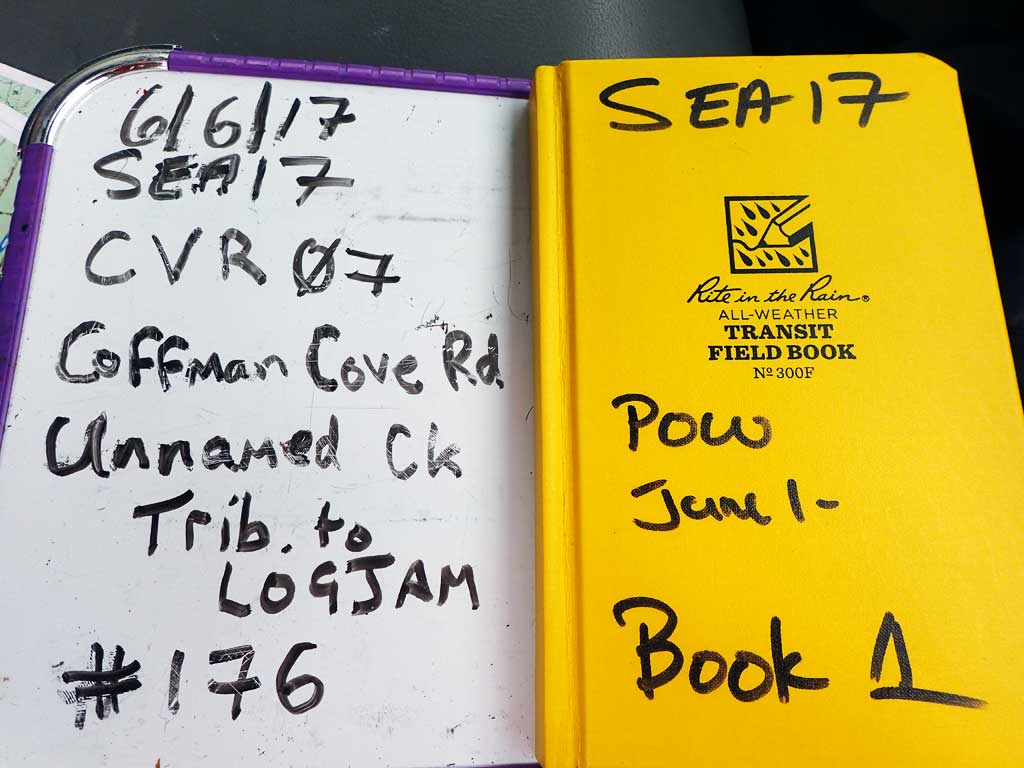 6/6/17
SEA17
CVR Ø7
Coffman Cove Rd
Unnamed Ck
Trib. to
LOGJAM
#176
SEA17
Rite in the Rain®
ALL-WEATHER
TRANSIT
FIELD BOOK
Nº 300F
POW
June 1-
Book 1